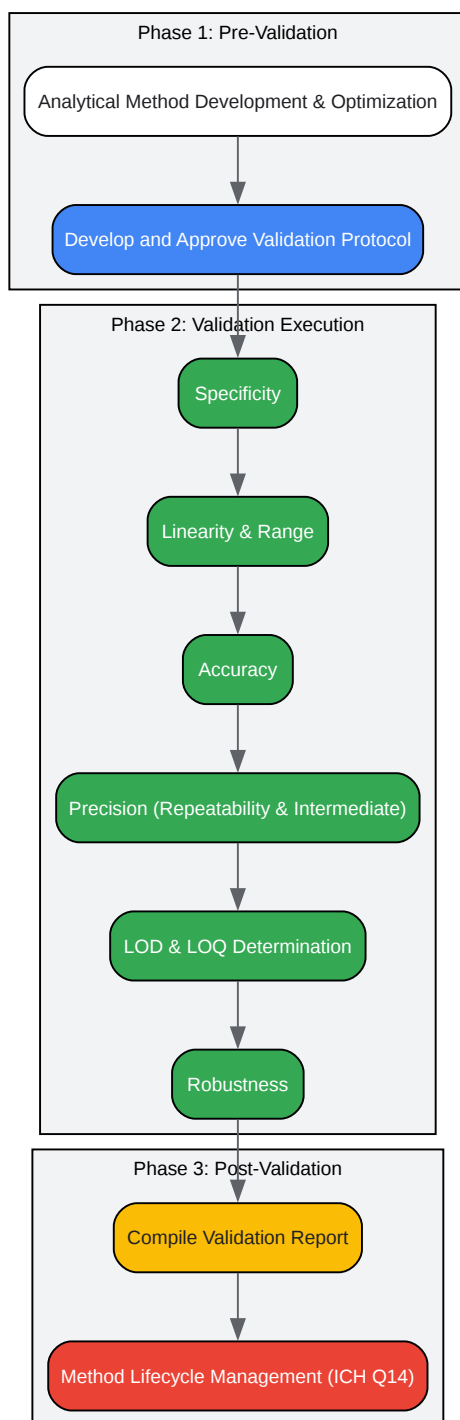 Phase 1: Pre-Validation
Analytical Method Development & Optimization
Develop and Approve Validation Protocol
Phase 2: Validation Execution
Specificity
Linearity & Range
Accuracy
Precision (Repeatability & Intermediate)
LOD & LOQ Determination
Robustness
Phase 3: Post-Validation
Compile Validation Report
Method Lifecycle Management (ICH Q14)